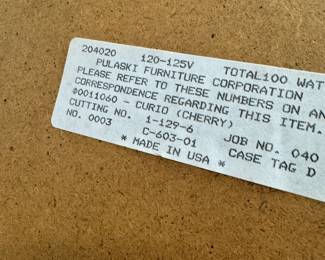 204020 120-125V TOTAL100 WAT
PULASKI FURNITURE CORPORATION
PLEASE REFER TO THESE NUMBERS ON AN
CORRESPONDENCE REGARDING THIS ITEM.
#0011060 - CURIO (CHERRY)
CUTTING NO. 1-129-6 JOB NO. 040
NO. 0003 C-603-01 CASE TAG D
* MADE IN USA *